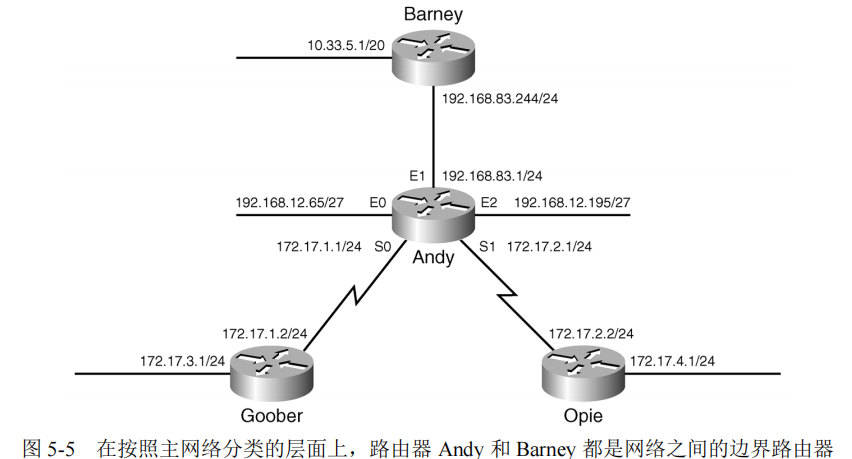 Barney
10.33.5.1/20
192.168.83.244/24
E1 192.168.83.1/24
192.168.12.65/27 E0 E2 192.168.12.195/27
172.17.1.1/24 S0 S1 172.17.2.1/24
Andy
172.17.1.2/24 172.17.2.2/24
172.17.3.1/24 172.17.4.1/24
Goober Opie
图 5-5 在按照主网络分类的层面上，路由器 Andy 和 Barney 都是网络之间的边界路由器